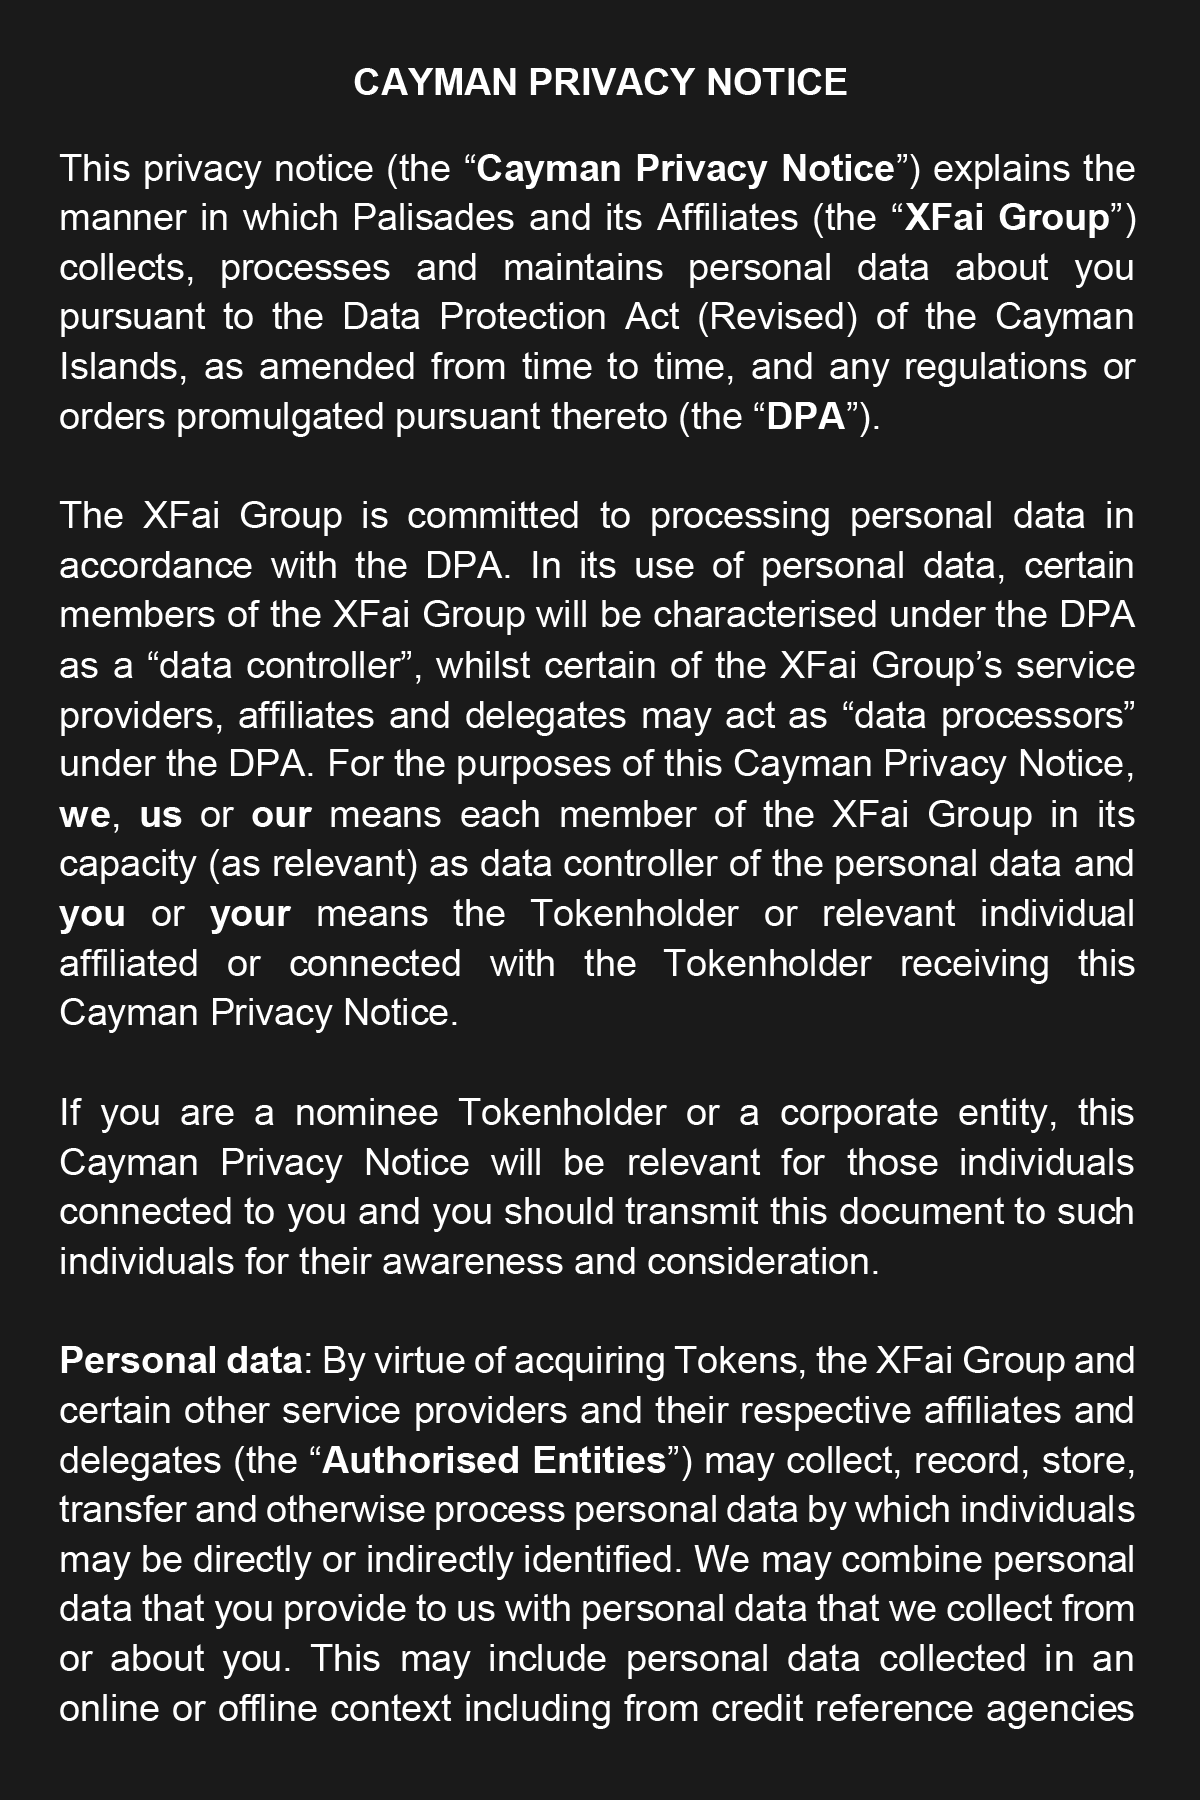 CAYMAN PRIVACY NOTICE
This privacy notice (the “Cayman Privacy Notice”) explains the
manner in which Palisades and its Affiliates (the “XFai Group”)
collects, processes and maintains personal data about you
pursuant to the Data Protection Act (Revised) of the Cayman
Islands, as amended from time to time, and any regulations or
orders promulgated pursuant thereto (the “DPA”).
The XFai Group is committed to processing personal data in
accordance with the DPA. In its use of personal data, certain
members of the XFai Group will be characterised under the DPA
as a “data controller”, whilst certain of the XFai Group’s service
providers, affiliates and delegates may act as “data processors”
under the DPA. For the purposes of this Cayman Privacy Notice,
we, us or our means each member of the XFai Group in its
capacity (as relevant) as data controller of the personal data and
you or your means the Tokenholder or relevant individual
affiliated or connected with the Tokenholder receiving this
Cayman Privacy Notice.
If you are a nominee Tokenholder or a corporate entity, this
Cayman Privacy Notice will be relevant for those individuals
connected to you and you should transmit this document to such
individuals for their awareness and consideration.
Personal data: By virtue of acquiring Tokens, the XFai Group and
certain other service providers and their respective affiliates and
delegates (the “Authorised Entities”) may collect, record, store,
transfer and otherwise process personal data by which individuals
may be directly or indirectly identified. We may combine personal
data that you provide to us with personal data that we collect from
or about you. This may include personal data collected in an
online or offline context including from credit reference agencies